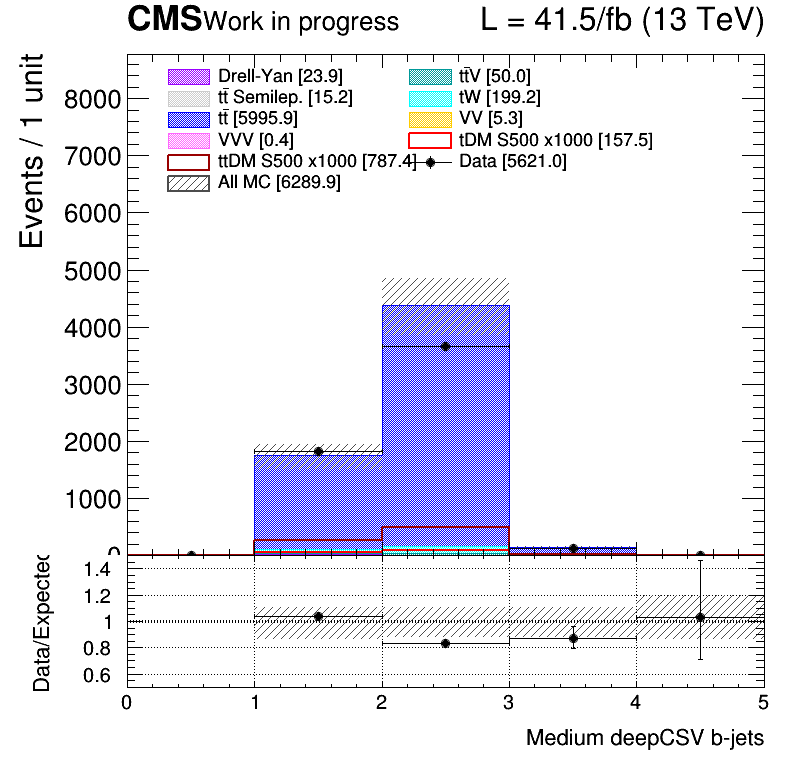 CMS Work in progress L = 41.5/fb (13 TeV)
Events / 1 unit
Drell-Yan [23.9] tt̄V [50.0]
tt̄ Semilep. [15.2] tW [199.2]
tt̄ [5995.9] VV [5.3]
VVV [0.4] tDM S500 x1000 [157.5]
ttDM S500 x1000 [787.4] Data [5621.0]
All MC [6289.9]
8000
7000
6000
5000
4000
3000
2000
1000
0
Data/Expected
1.4
1.2
1
0.8
0.6
0 1 2 3 4 5
Medium deepCSV b-jets